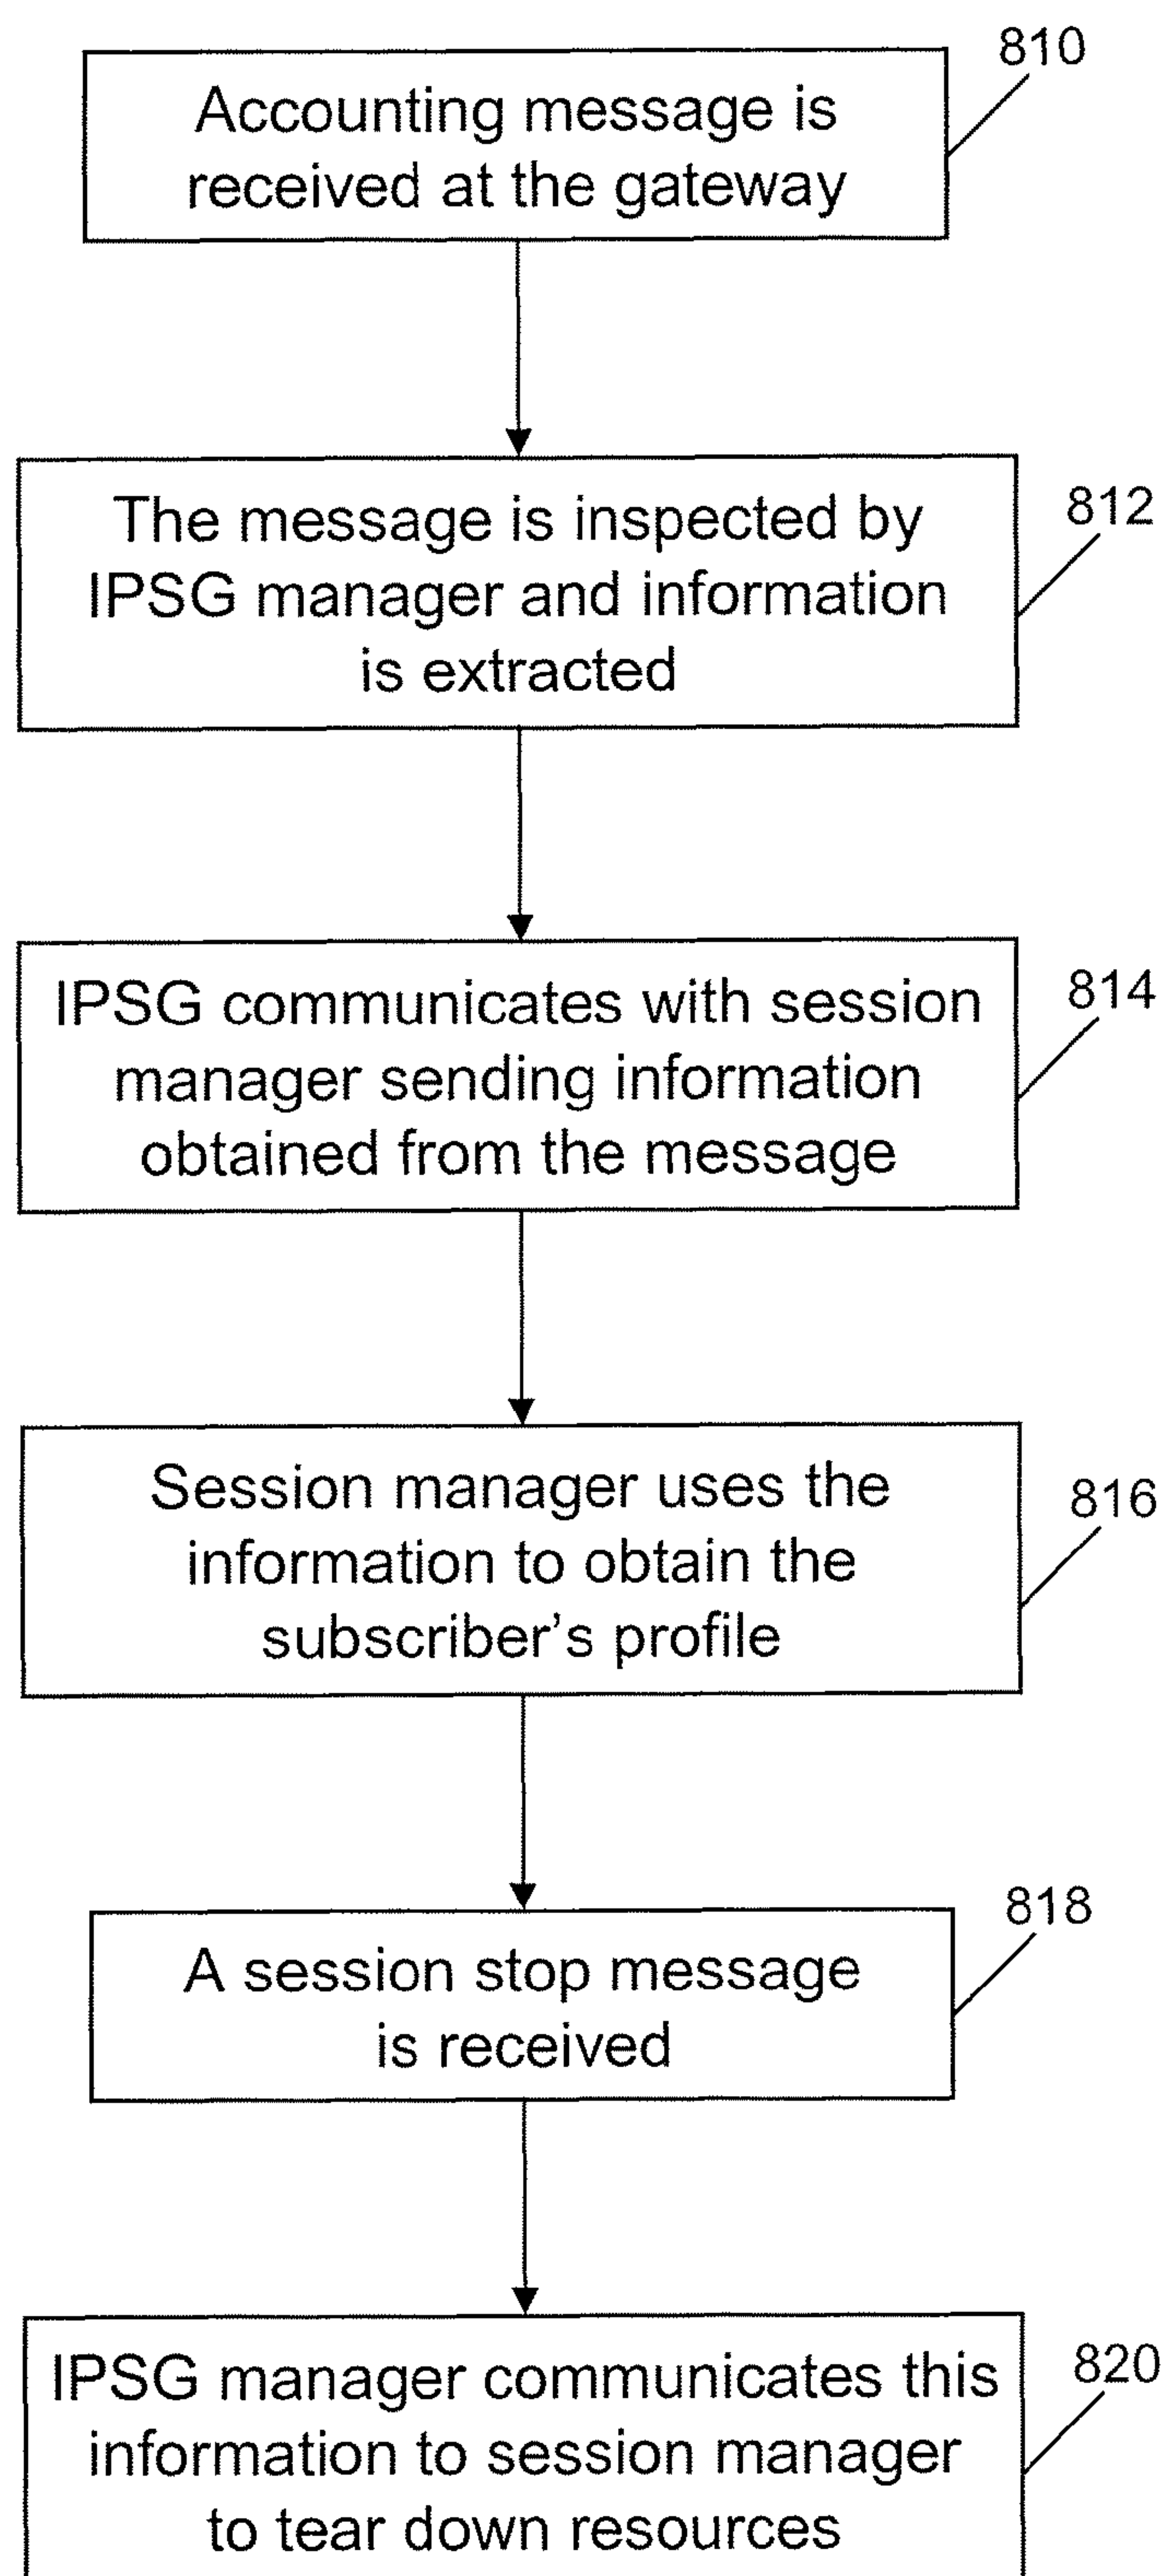 810
Accounting message is
received at the gateway
812
The message is inspected by
IPSG manager and information
is extracted
814
IPSG communicates with session
manager sending information
obtained from the message
816
Session manager uses the
information to obtain the
subscriber's profile
818
A session stop message
is received
820
IPSG manager communicates this
information to session manager
to tear down resources